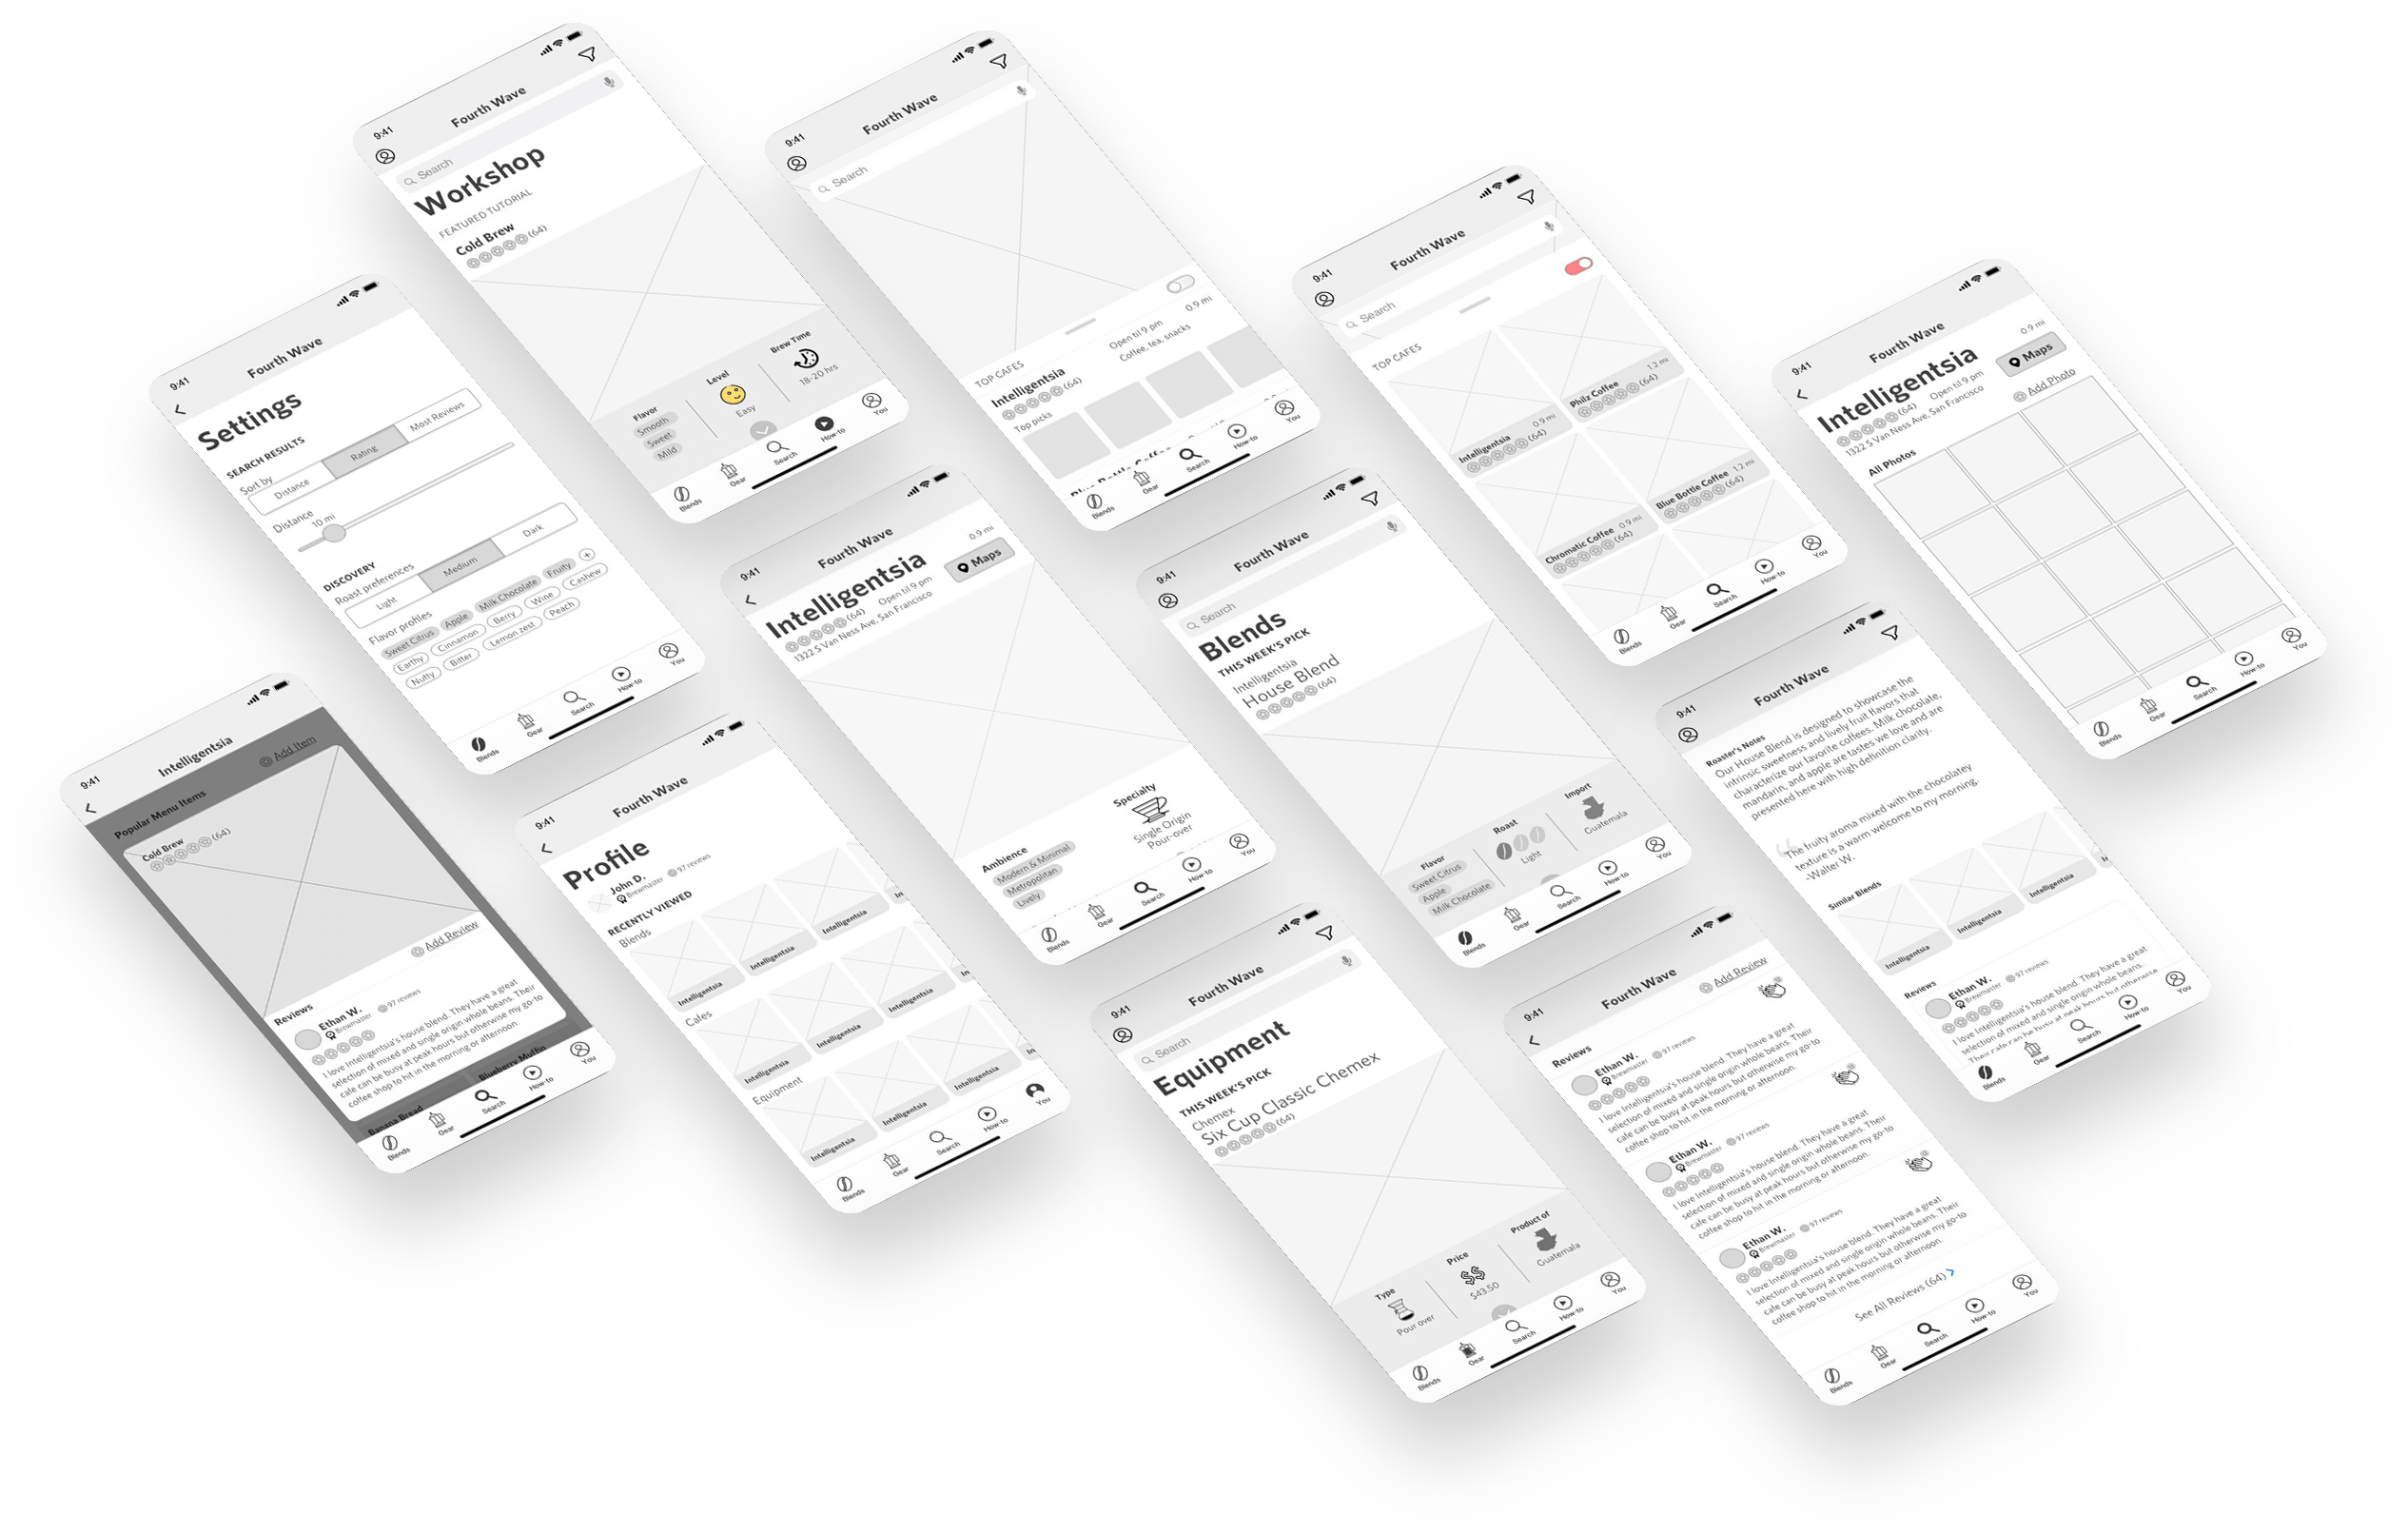 9:41
Fourth Wave
Search
Workshop
FEATURED TUTORIAL
Cold Brew
(64)
Flavor
Smooth
Sweet
Mild
Level
Easy
Brew Time
18-20 hrs
Blends
Gear
Search
How-to
You
9:41
Fourth Wave
Search
TOP CAFES
Intelligentsia
(64)
Open til 9 pm
0.9 mi
Coffee, tea, snacks
Top picks
Blends
Gear
Search
How-to
You
9:41
Fourth Wave
Search
TOP CAFES
Intelligentsia
0.9 mi
(64)
Philz Coffee
1.2 mi
(64)
Chromatic Coffee
0.9 mi
(64)
Blue Bottle Coffee
1.2 mi
(64)
Blends
Gear
Search
How-to
You
9:41
Fourth Wave
Intelligentsia
0.9 mi
Maps
(64)
Open til 9 pm
1322 S Van Ness Ave, San Francisco
Add Photo
All Photos
Blends
Gear
Search
How-to
You
9:41
Fourth Wave
Settings
SEARCH RESULTS
Sort by
Distance
Rating
Most Reviews
Distance
10 mi
DISCOVERY
Roast preferences
Light
Medium
Dark
Flavor profiles
Sweet Citrus
Apple
Milk Chocolate
Fruity
+
Earthy
Cinnamon
Berry
Wine
Cashew
Nutty
Bitter
Lemon zest
Peach
Blends
Gear
Search
How-to
You
9:41
Fourth Wave
Intelligentsia
0.9 mi
Maps
(64)
Open til 9 pm
1322 S Van Ness Ave, San Francisco
Ambience
Modern & Minimal
Metropolitan
Lively
Specialty
Single Origin
Pour-over
Blends
Gear
Search
How-to
You
9:41
Fourth Wave
Search
Blends
THIS WEEK'S PICK
Intelligentsia
House Blend
(64)
Flavor
Sweet Citrus
Apple
Milk Chocolate
Roast
Light
Import
Guatemala
Blends
Gear
Search
How-to
You
9:41
Fourth Wave
Roaster's Notes
Our House Blend is designed to showcase the
intrinsic sweetness and lively fruit flavors that
characterize our favorite coffees. Milk chocolate,
mandarin, and apple are tastes we love and are
presented here with high definition clarity.
The fruity aroma mixed with the chocolatey
texture is a warm welcome to my morning.
-Walter W.
Similar Blends
Intelligentsia
Intelligentsia
Intelligentsia
Reviews
Ethan W.
Brewmaster
97 reviews
I love Intelligentsia's house blend. They have a great
selection of mixed and single origin whole beans.
Their cafe can be busy at peak hours but otherwise
Blends
Gear
Search
How-to
You
9:41
Intelligentsia
Popular Menu Items
Add Item
Cold Brew
(64)
Add Review
Reviews
Ethan W.
Brewmaster
97 reviews
I love Intelligentsia's house blend. They have a great
selection of mixed and single origin whole beans. Their
cafe can be busy at peak hours but otherwise my go-to
coffee shop to hit in the morning or afternoon.
Banana Bread
Blueberry Muffin
Blends
Gear
Search
How-to
You
9:41
Fourth Wave
Profile
John D.
Brewmaster
97 reviews
RECENTLY VIEWED
Blends
Intelligentsia
Intelligentsia
Intelligentsia
In
Cafes
Intelligentsia
Intelligentsia
Intelligentsia
In
Equipment
Intelligentsia
Intelligentsia
Intelligentsia
In
Blends
Gear
Search
How-to
You
9:41
Fourth Wave
Search
Equipment
THIS WEEK'S PICK
Chemex
Six Cup Classic Chemex
(64)
Type
Pour over
Price
$$
$43.50
Product of
Guatemala
Blends
Gear
Search
How-to
You
9:41
Fourth Wave
Add Review
Reviews
Ethan W.
Brewmaster
97 reviews
I love Intelligentsia's house blend. They have a great
selection of mixed and single origin whole beans. Their
cafe can be busy at peak hours but otherwise my go-to
coffee shop to hit in the morning or afternoon.
Ethan W.
Brewmaster
97 reviews
I love Intelligentsia's house blend. They have a great
selection of mixed and single origin whole beans. Their
cafe can be busy at peak hours but otherwise my go-to
coffee shop to hit in the morning or afternoon.
Ethan W.
Brewmaster
97 reviews
I love Intelligentsia's house blend. They have a great
selection of mixed and single origin whole beans. Their
cafe can be busy at peak hours but otherwise my go-to
coffee shop to hit in the morning or afternoon.
See All Reviews (64)
Blends
Gear
Search
How-to
You